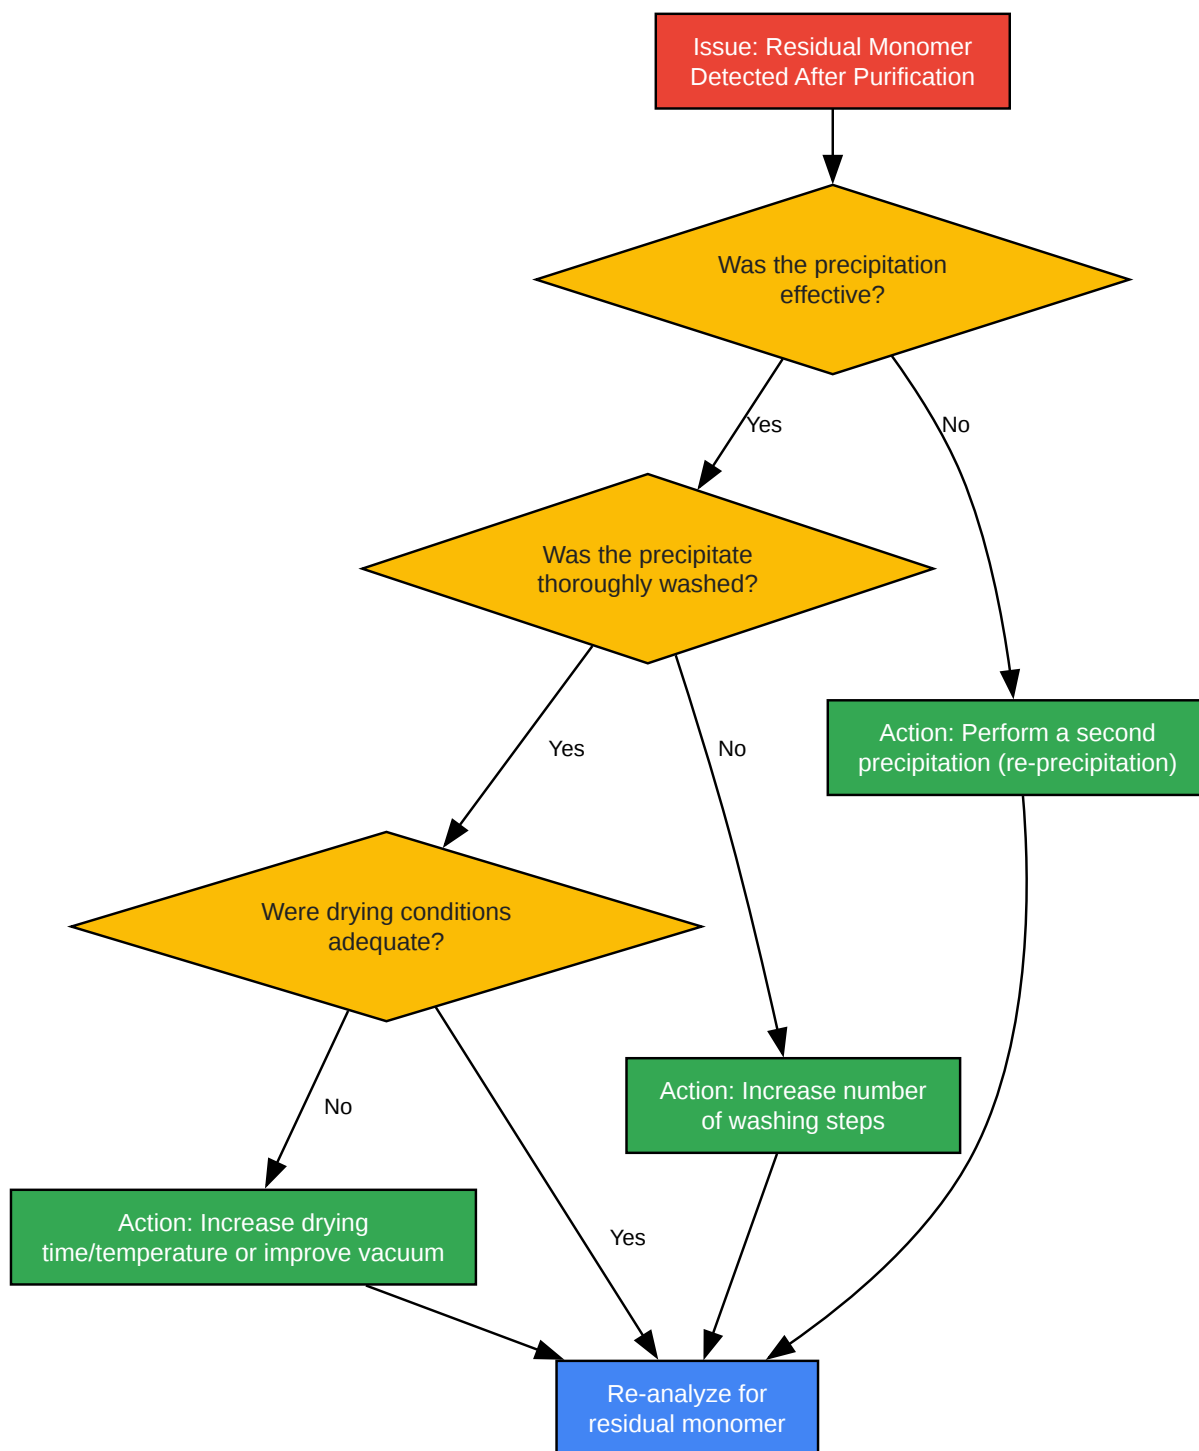 Issue: Residual Monomer
Detected After Purification
Was the precipitation
effective?
Yes
No
Was the precipitate
thoroughly washed?
Action: Perform a second
precipitation (re-precipitation)
Yes
No
Were drying conditions
adequate?
Action: Increase number
of washing steps
No
Action: Increase drying
time/temperature or improve vacuum
Yes
Re-analyze for
residual monomer